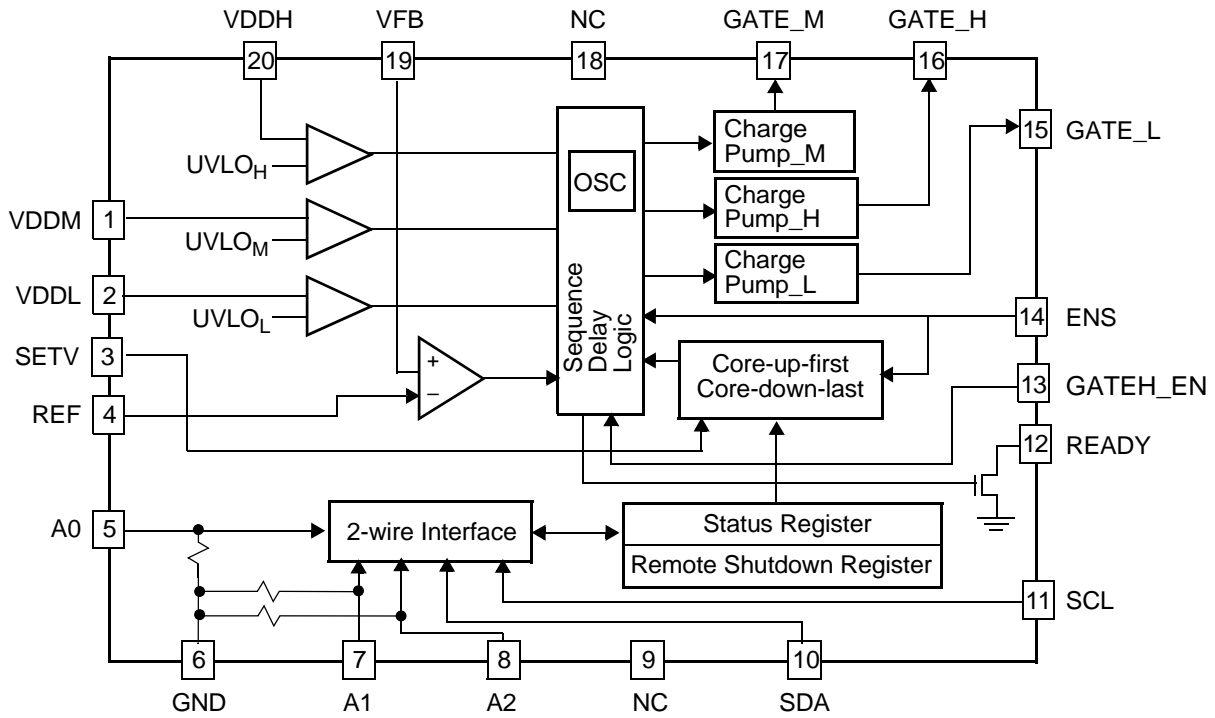 VDDH VFB NC GATE_M GATE_H
20 19 18 17 16
15 GATE_L
Charge
Pump_M
UVLOH
OSC
Charge
Pump_H
VDDM 1
UVLOM
Charge
Pump_L
VDDL 2
UVLOL
Sequence
Delay
Logic
14 ENS
SETV 3
+
−
Core-up-first
Core-down-last
13 GATEH_EN
REF 4
12 READY
A0 5
2-wire Interface
Status Register
Remote Shutdown Register
11 SCL
6 7 8 9 10
GND A1 A2 NC SDA